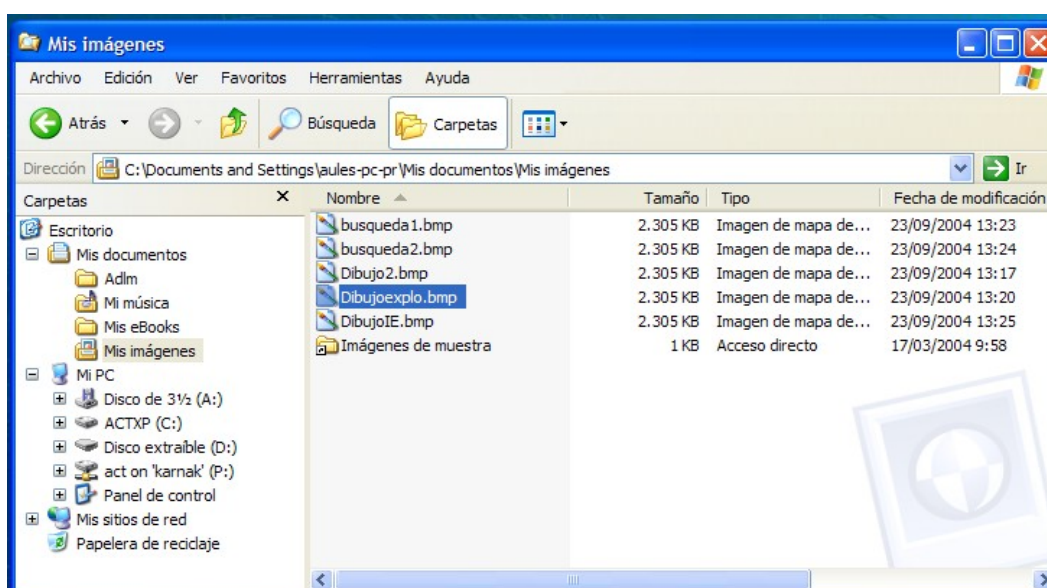 Mis imágenes
Archivo Edición Ver Favoritos Herramientas Ayuda
Atrás Búsqueda Carpetas
Dirección C:\Documents and Settings\aules-pc-pr\Mis documentos\Mis imágenes Ir
Carpetas Nombre Tamaño Tipo Fecha de modificación
Escritorio
Mis documentos
Adlm
Mi música
Mis eBooks
Mis imágenes
Mi PC
Disco de 3½ (A:)
ACTXP (C:)
Disco extraíble (D:)
act on 'karnak' (P:)
Panel de control
Mis sitios de red
Papelera de reciclaje
busqueda1.bmp 2.305 KB Imagen de mapa de... 23/09/2004 13:23
busqueda2.bmp 2.305 KB Imagen de mapa de... 23/09/2004 13:24
Dibujo2.bmp 2.305 KB Imagen de mapa de... 23/09/2004 13:17
Dibujoexplo.bmp 2.305 KB Imagen de mapa de... 23/09/2004 13:20
DibujoIE.bmp 2.305 KB Imagen de mapa de... 23/09/2004 13:25
Imágenes de muestra 1 KB Acceso directo 17/03/2004 9:58